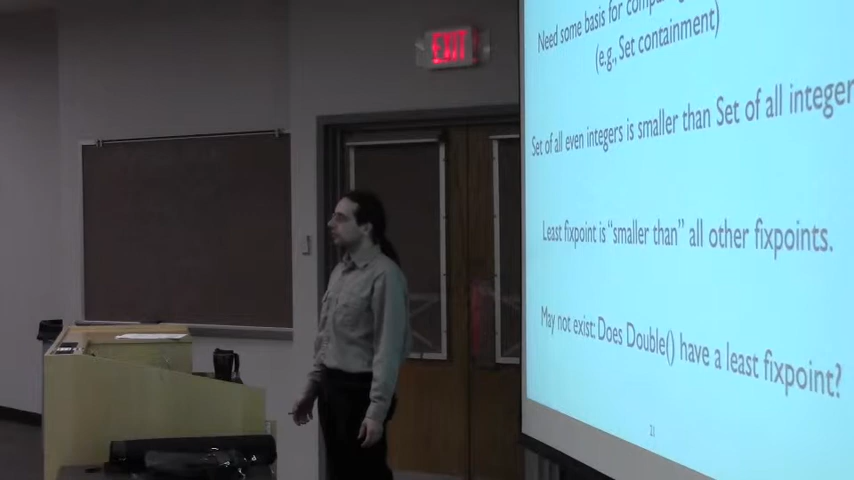 EXIT
Need some basis for
(e.g., Set containment)
Set of all even integers is smaller than Set of all
Least fixpoint is "smaller than" all other fixpoints.
May not exist: Does Double() have a least fixpoint?
21